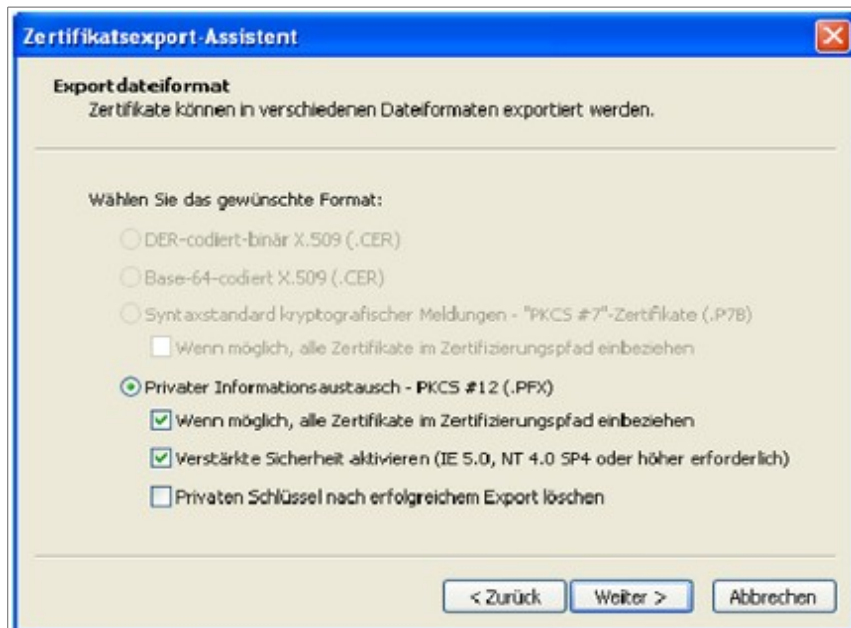 Zertifikatsexport-Assistent
Exportdateiformat
Zertifikate können in verschiedenen Dateiformaten exportiert werden.
Wählen Sie das gewünschte Format:
DER-codiert-binär X.509 (.CER)
Base-64-codiert X.509 (.CER)
Syntaxstandard kryptografischer Meldungen - "PKCS #7"-Zertifikate (.P7B)
Wenn möglich, alle Zertifikate im Zertifizierungspfad einbeziehen
Privater Informationsaustausch - PKCS #12 (.PFX)
Wenn möglich, alle Zertifikate im Zertifizierungspfad einbeziehen
Verstärkte Sicherheit aktivieren (IE 5.0, NT 4.0 SP4 oder höher erforderlich)
Privaten Schlüssel nach erfolgreichem Export löschen
< Zurück Weiter > Abbrechen